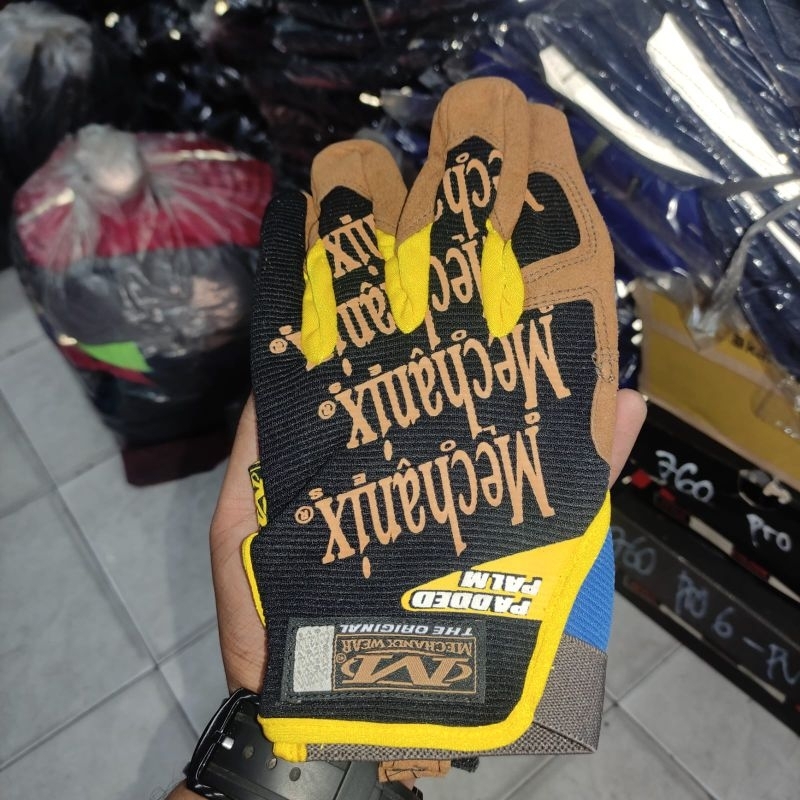 Mechanix®
Mechanix®
Mechanix®
PADDED
PALM
THE ORIGINAL
MECHANIX WEAR
M®
360
Pro